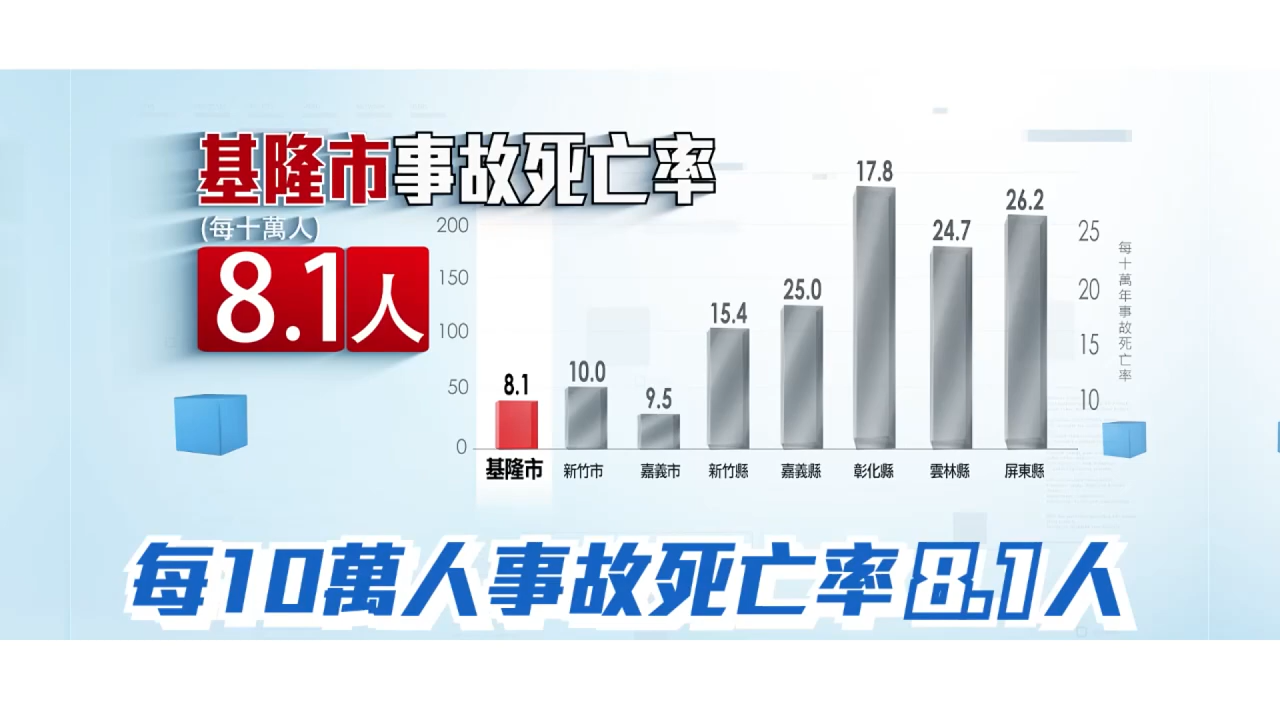 基隆市事故死亡率
(每十萬人)
8.1人
200
150
100
50
0
8.1
10.0
9.5
15.4
25.0
17.8
24.7
26.2
基隆市
新竹市
嘉義市
新竹縣
嘉義縣
彰化縣
雲林縣
屏東縣
25
20
15
10
每十萬年事故死亡率
每10萬人事故死亡率8.1人